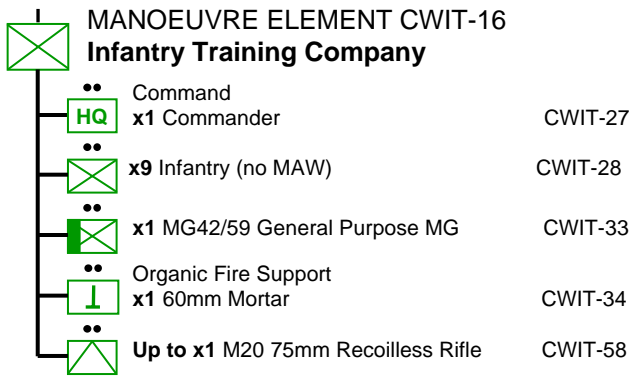 MANOEUVRE ELEMENT CWIT-16
Infantry Training Company
Command
HQ x1 Commander CWIT-27
x9 Infantry (no MAW) CWIT-28
x1 MG42/59 General Purpose MG CWIT-33
Organic Fire Support
x1 60mm Mortar CWIT-34
Up to x1 M20 75mm Recoilless Rifle CWIT-58